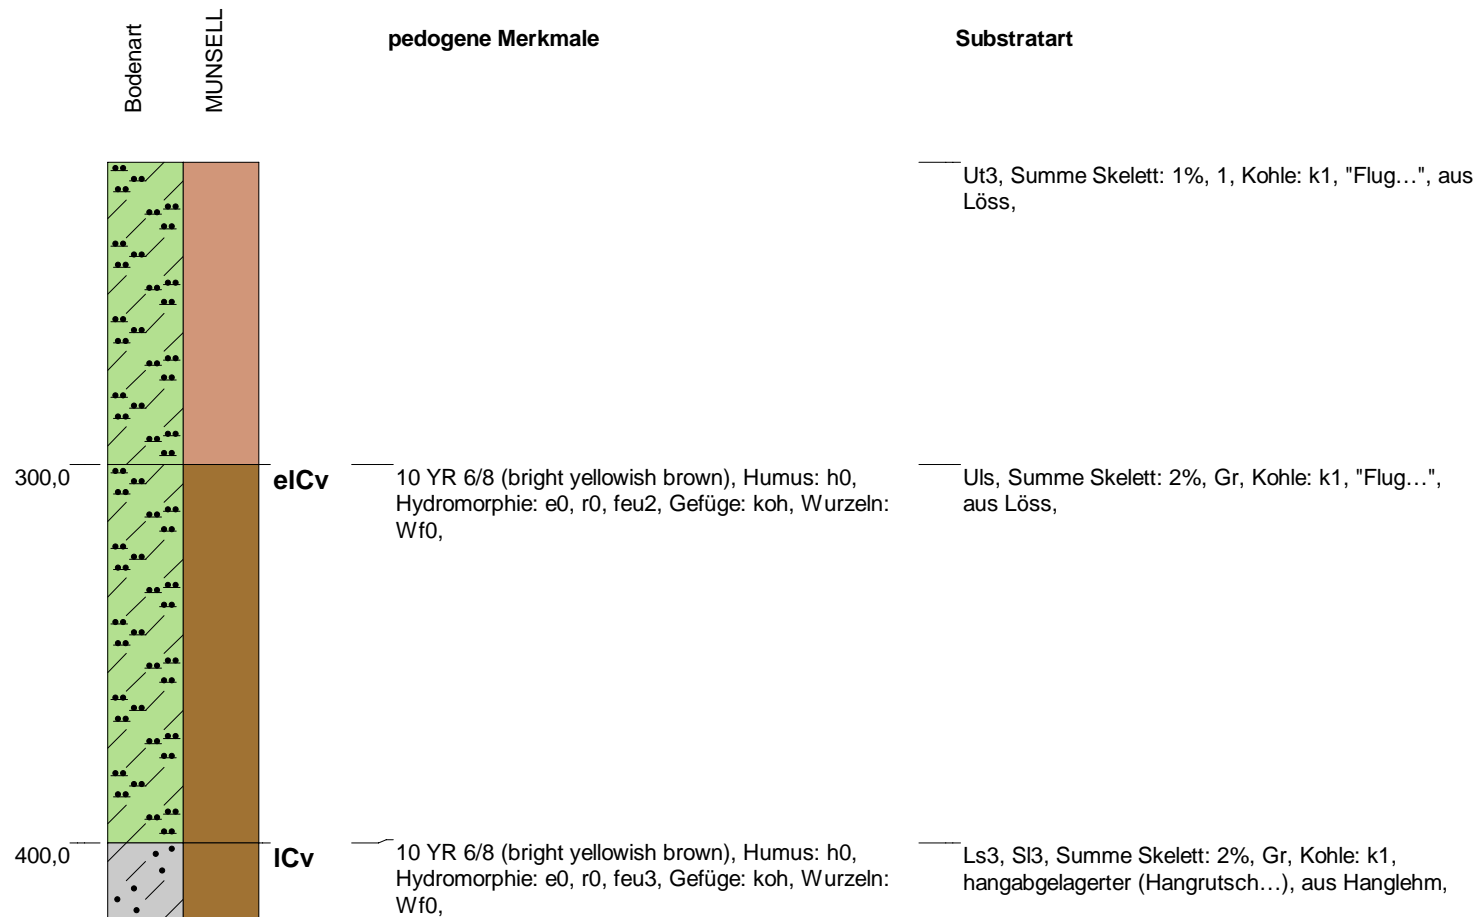 Bodenart
MUNSELL
pedogene Merkmale
Substratart
Ut3, Summe Skelett: 1%, 1, Kohle: k1, "Flug…", aus
Löss,
300,0
elCv
10 YR 6/8 (bright yellowish brown), Humus: h0,
Hydromorphie: e0, r0, feu2, Gefüge: koh, Wurzeln:
Wf0,
Uls, Summe Skelett: 2%, Gr, Kohle: k1, "Flug…",
aus Löss,
400,0
lCv
10 YR 6/8 (bright yellowish brown), Humus: h0,
Hydromorphie: e0, r0, feu3, Gefüge: koh, Wurzeln:
Wf0,
Ls3, Sl3, Summe Skelett: 2%, Gr, Kohle: k1,
hangabgelagerter (Hangrutsch…), aus Hanglehm,